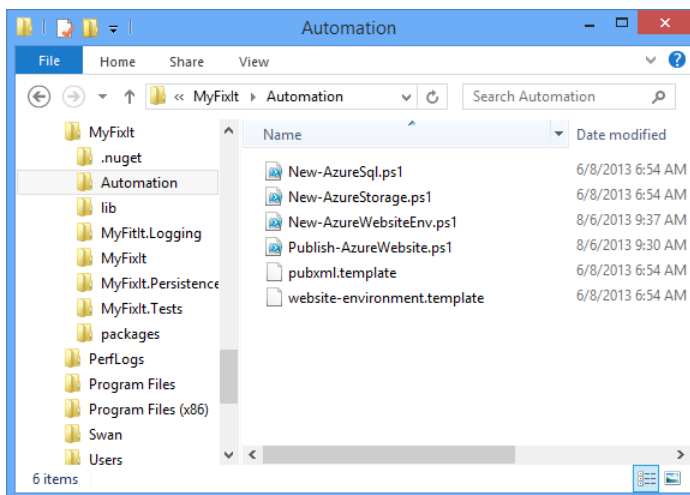 Automation
File Home Share View
« MyFixIt Automation Search Automation
MyFixIt
.nuget
Automation
lib
MyFitIt.Logging
MyFixIt
MyFixIt.Persistence
MyFixIt.Tests
packages
PerfLogs
Program Files
Program Files (x86)
Swan
Users
Name Date modified
New-AzureSql.ps1 6/8/2013 6:54 AM
New-AzureStorage.ps1 6/8/2013 6:54 AM
New-AzureWebsiteEnv.ps1 8/6/2013 9:37 AM
Publish-AzureWebsite.ps1 8/6/2013 9:30 AM
pubxml.template 6/8/2013 6:54 AM
website-environment.template 6/8/2013 6:54 AM
6 items